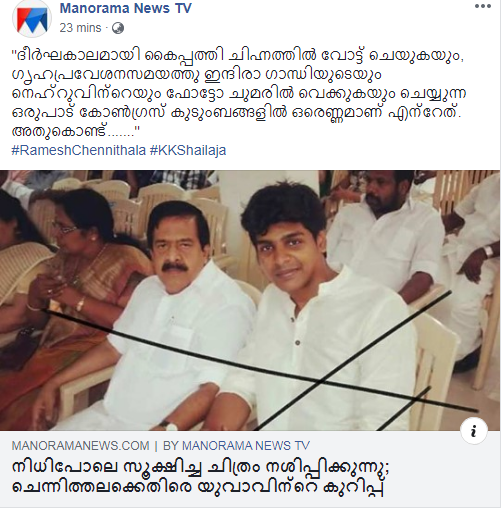 Manorama News TV
23 mins ·
"ദീർഘകാലമായി കൈപ്പത്തി ചിഹ്നത്തിൽ വോട്ട് ചെയുകയും,
ഗൃഹപ്രവേശനസമയത്തു ഇന്ദിരാ ഗാന്ധിയുടെയും
നെഹ്റുവിന്റെയും ഫോട്ടോ ചുമരിൽ വെക്കുകയും ചെയ്യുന്ന
ഒരുപാട് കോൺഗ്രസ് കുടുംബങ്ങളിൽ ഒരെണ്ണമാണ് എന്റേത്.
അതുകൊണ്ട്......."
#RameshChennithala #KKShailaja
MANORAMANEWS.COM | BY MANORAMA NEWS TV
നിധിപോലെ സൂക്ഷിച്ച ചിത്രം നശിപ്പിക്കുന്നു;
ചെന്നിത്തലക്കെതിരെ യുവാവിന്റെ കുറിപ്പ്